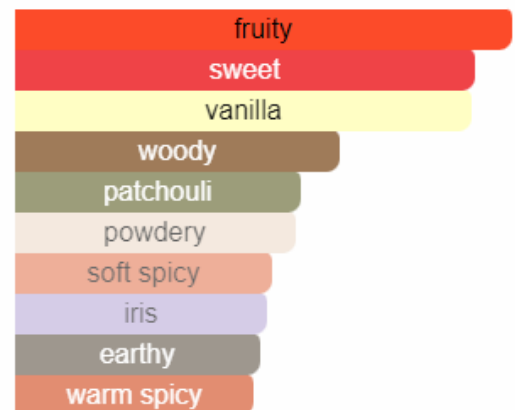 fruity
sweet
vanilla
woody
patchouli
powdery
soft spicy
iris
earthy
warm spicy